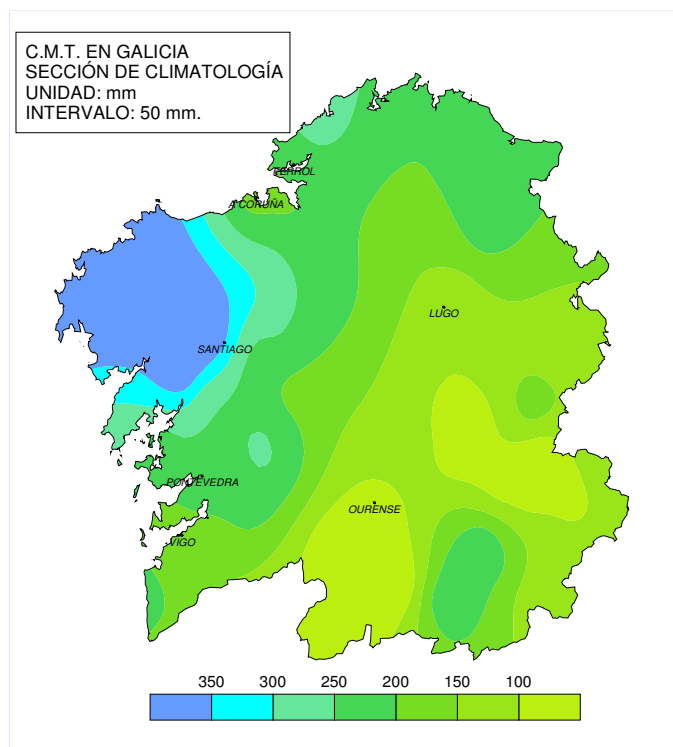 C.M.T. EN GALICIA
SECCIÓN DE CLIMATOLOGÍA
UNIDAD: mm
INTERVALO: 50 mm.
FERROL
A CORUÑA
LUGO
SANTIAGO
PONTEVEDRA
OURENSE
VIGO
350 300 250 200 150 100